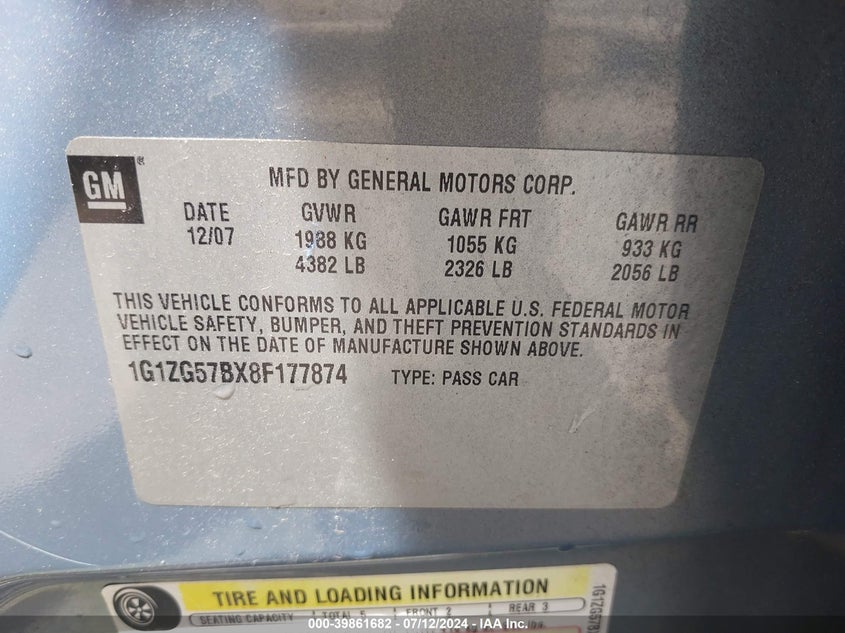 GM ®
MFD BY GENERAL MOTORS CORP.
DATE GVWR GAWR FRT GAWR RR
12/07 1988 KG 1055 KG 933 KG
4382 LB 2326 LB 2056 LB
THIS VEHICLE CONFORMS TO ALL APPLICABLE U.S. FEDERAL MOTOR
VEHICLE SAFETY, BUMPER, AND THEFT PREVENTION STANDARDS IN
EFFECT ON THE DATE OF MANUFACTURE SHOWN ABOVE.
1G1ZG57BX8F177874 TYPE: PASS CAR
TIRE AND LOADING INFORMATION
SEATING CAPACITY TOTAL 5 FRONT 2 REAR 3
1G1ZG57B
000-39861682 - 07/12/2024 - IAA Inc.